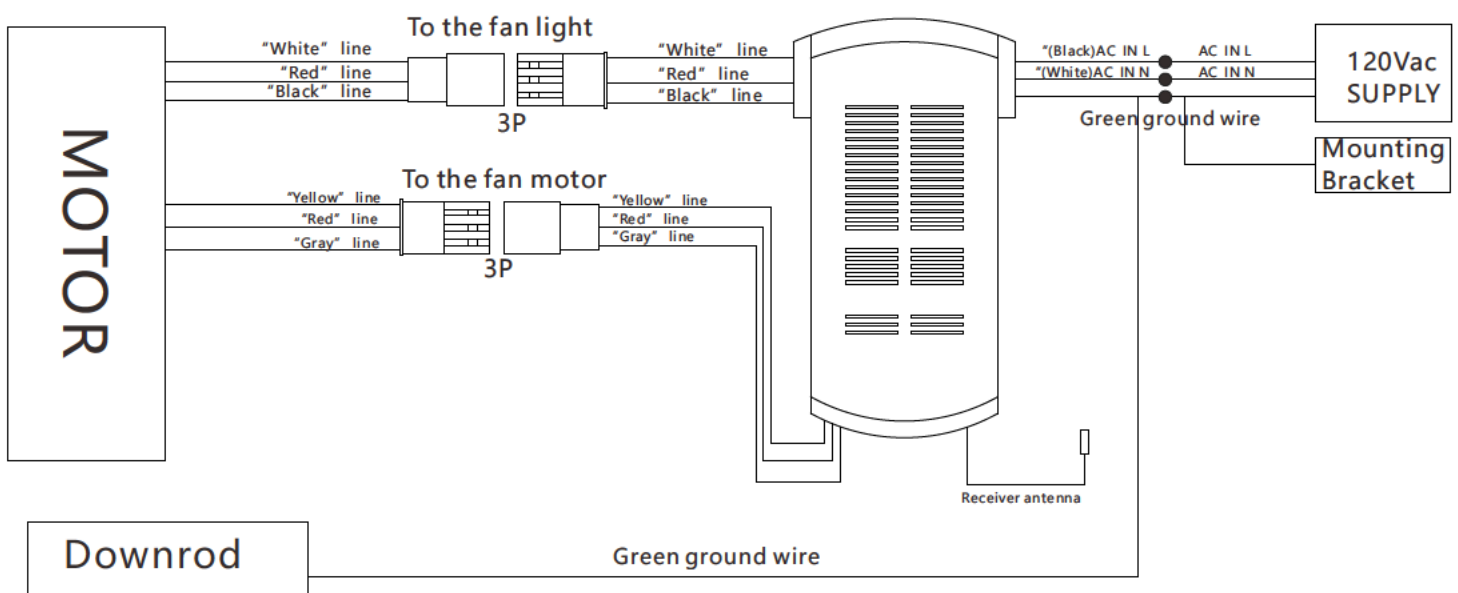 To the fan light
"White" line
"Red" line
"Black" line
3P
"White" line
"Red" line
"Black" line
"(Black)AC IN L
AC IN L
"(White)AC IN N
AC IN N
Green ground wire
120Vac
SUPPLY
Mounting
Bracket
MOTOR
To the fan motor
"Yellow" line
"Red" line
"Gray" line
3P
"Yellow" line
"Red" line
"Gray" line
Receiver antenna
Downrod
Green ground wire